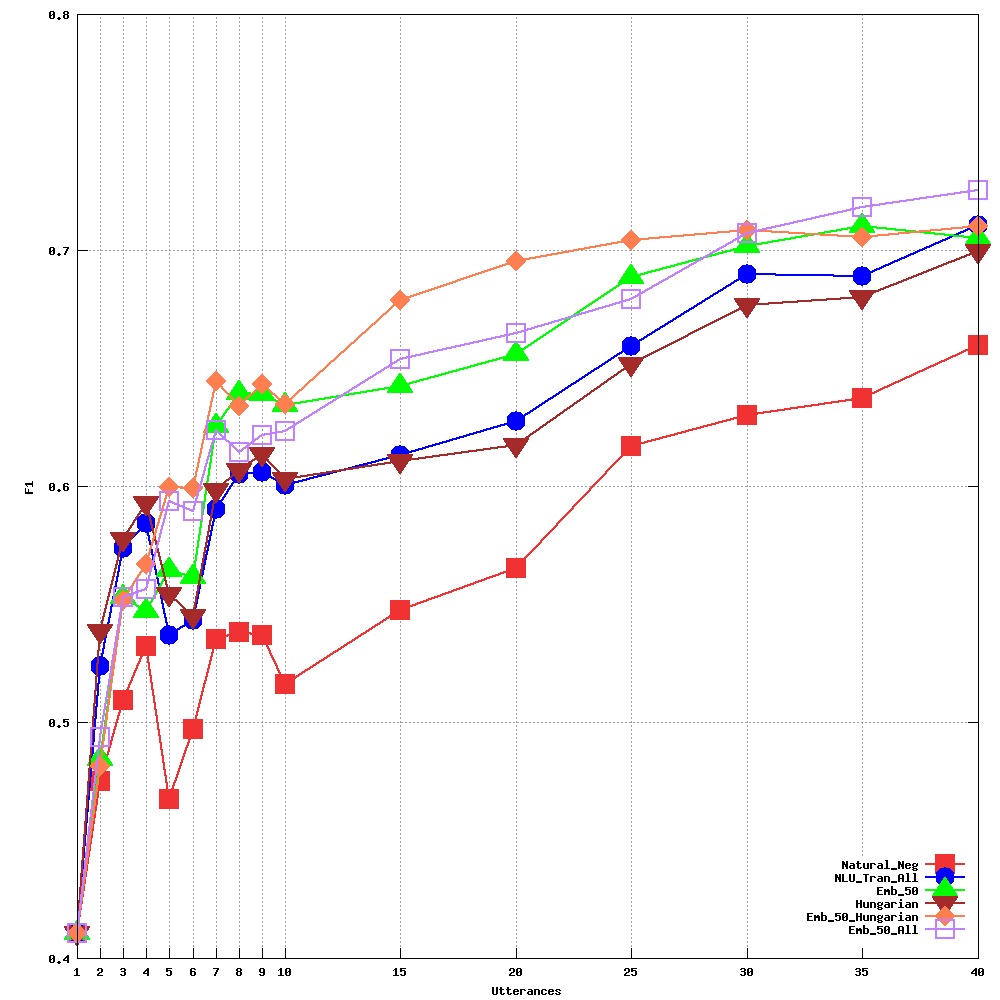 0.8
0.7
0.6
0.5
0.4
F1
1 2 3 4 5 6 7 8 9 10 15 20 25 30 35 40
Utterances
Natural_Neg
NLU_Tran_All
Emb_50
Hungarian
Emb_50_Hungarian
Emb_50_All